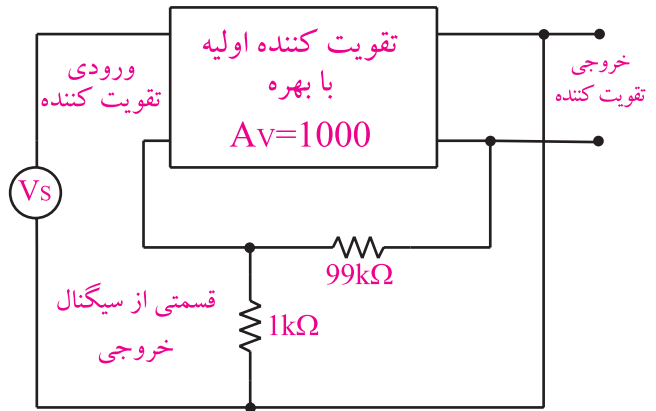 تقویت کننده اولیه
با بهره
Av=1000
ورودی
تقویت کننده
خروجی
تقویت کننده
Vs
99kΩ
1kΩ
قسمتی از سیگنال
خروجی